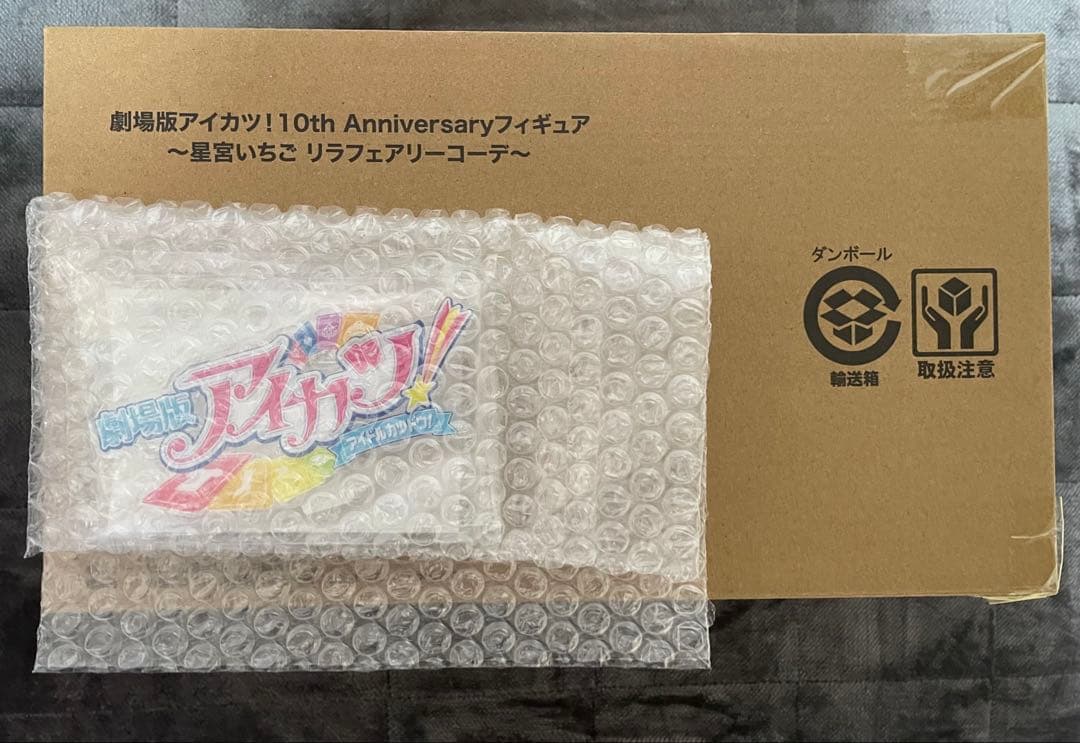 劇場版アイカツ!10th Anniversaryフィギュア
〜星宮いちご リラフェアリーコーデ〜
ダンボール
輸送箱
取扱注意
劇場版
アイカツ!
アイドルカツドウ!